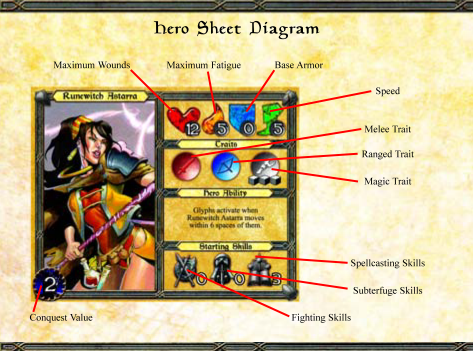 Hero Sheet Diagram
Maximum Wounds
Maximum Fatigue
Base Armor
Speed
Runewitch Astarra
12
5
0
5
Traits
Melee Trait
Ranged Trait
Magic Trait
Hero Ability
Glyphs activate when
Runewitch Astarra moves
within 6 spaces of them.
Starting Skills
0
0
3
Spellcasting Skills
Subterfuge Skills
Fighting Skills
2
Conquest Value